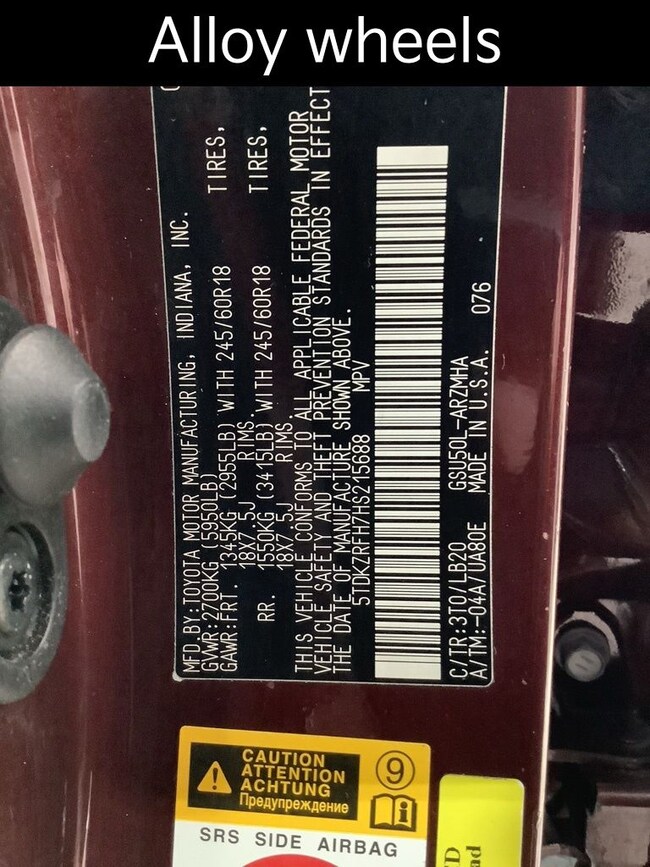 Alloy wheels
MFD.BY:TOYOTA MOTOR MANUFACTURING, INDIANA, INC.
GVWR:2700KG (5950LB)
GAWR:FRT. 1345KG (2955LB) WITH 245/60R18 TIRES,
18X7.5J RIMS.
RR. 1550KG (3415LB) WITH 245/60R18 TIRES,
18X7.5J RIMS.
THIS VEHICLE CONFORMS TO ALL APPLICABLE FEDERAL MOTOR
VEHICLE SAFETY AND THEFT PREVENTION STANDARDS IN EFFECT
THE DATE OF MANUFACTURE SHOWN ABOVE.
5TDKZRFH7HS215688 MPV
C/TR:3T0/LB20 GSU50L-ARZMHA
A/TM:-04A/UA80E MADE IN U.S.A. 076
CAUTION
ATTENTION
ACHTUNG
Предупреждение
9
SRS SIDE AIRBAG